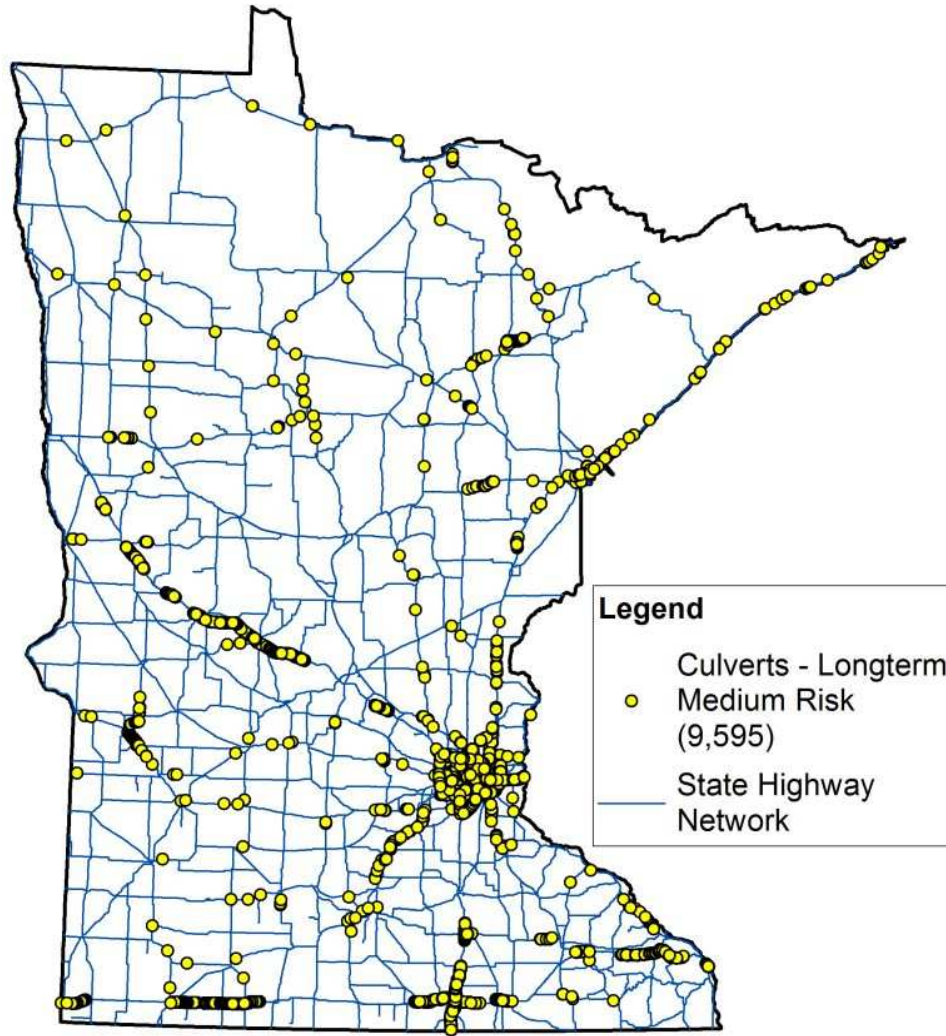 Legend
Culverts - Longterm
Medium Risk
(9,595)
State Highway
Network